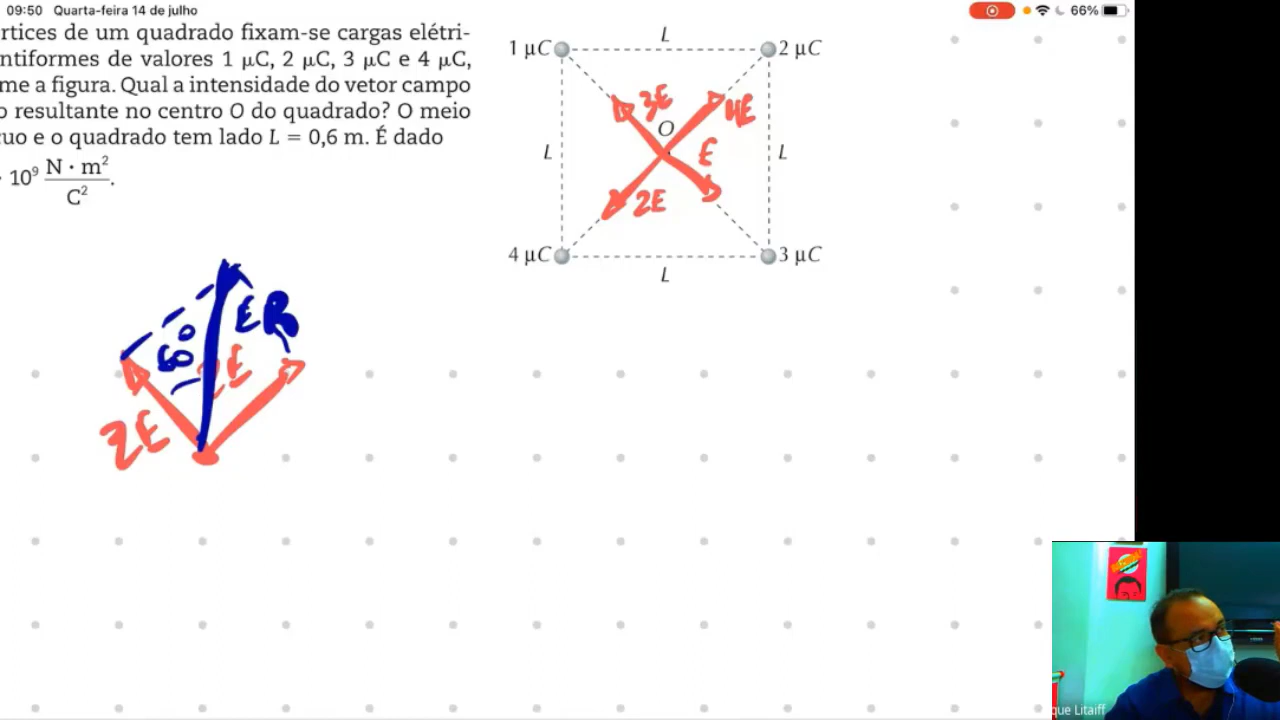 09:50 Quarta-feira 14 de julho
66%
rtices de um quadrado fixam-se cargas elétri-
ntiformes de valores 1 μC, 2 μC, 3 μC e 4 μC,
me a figura. Qual a intensidade do vetor campo
o resultante no centro O do quadrado? O meio
cuo e o quadrado tem lado L = 0,6 m. É dado
· 10⁹ N · m²
C²
.
1 μC
L
2 μC
3E
4E
O
L
E
L
2E
4 μC
L
3 μC
ER
2E
2E
que Litaiff